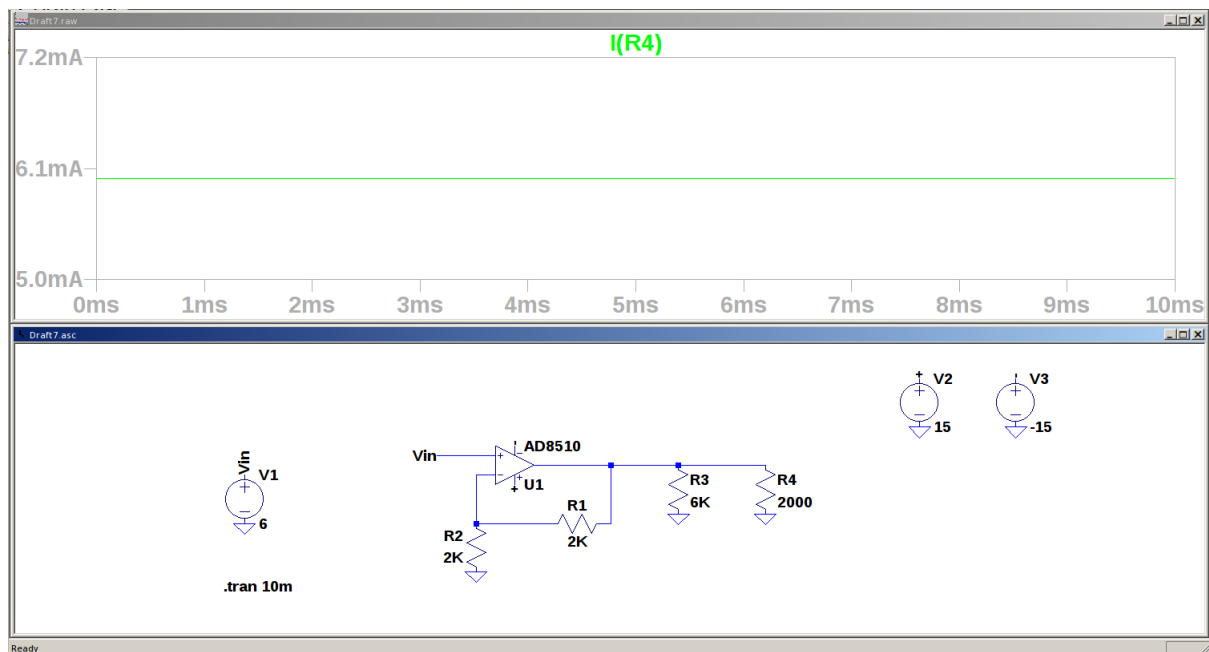 Draft7.raw
I(R4)
7.2mA
6.1mA
5.0mA
0ms 1ms 2ms 3ms 4ms 5ms 6ms 7ms 8ms 9ms 10ms
Draft7.asc
+ V2
15
- V3
-15
Vin
V1
6
Vin
AD8510
U1
R1
2K
R2
2K
R3
6K
R4
2000
.tran 10m
Ready